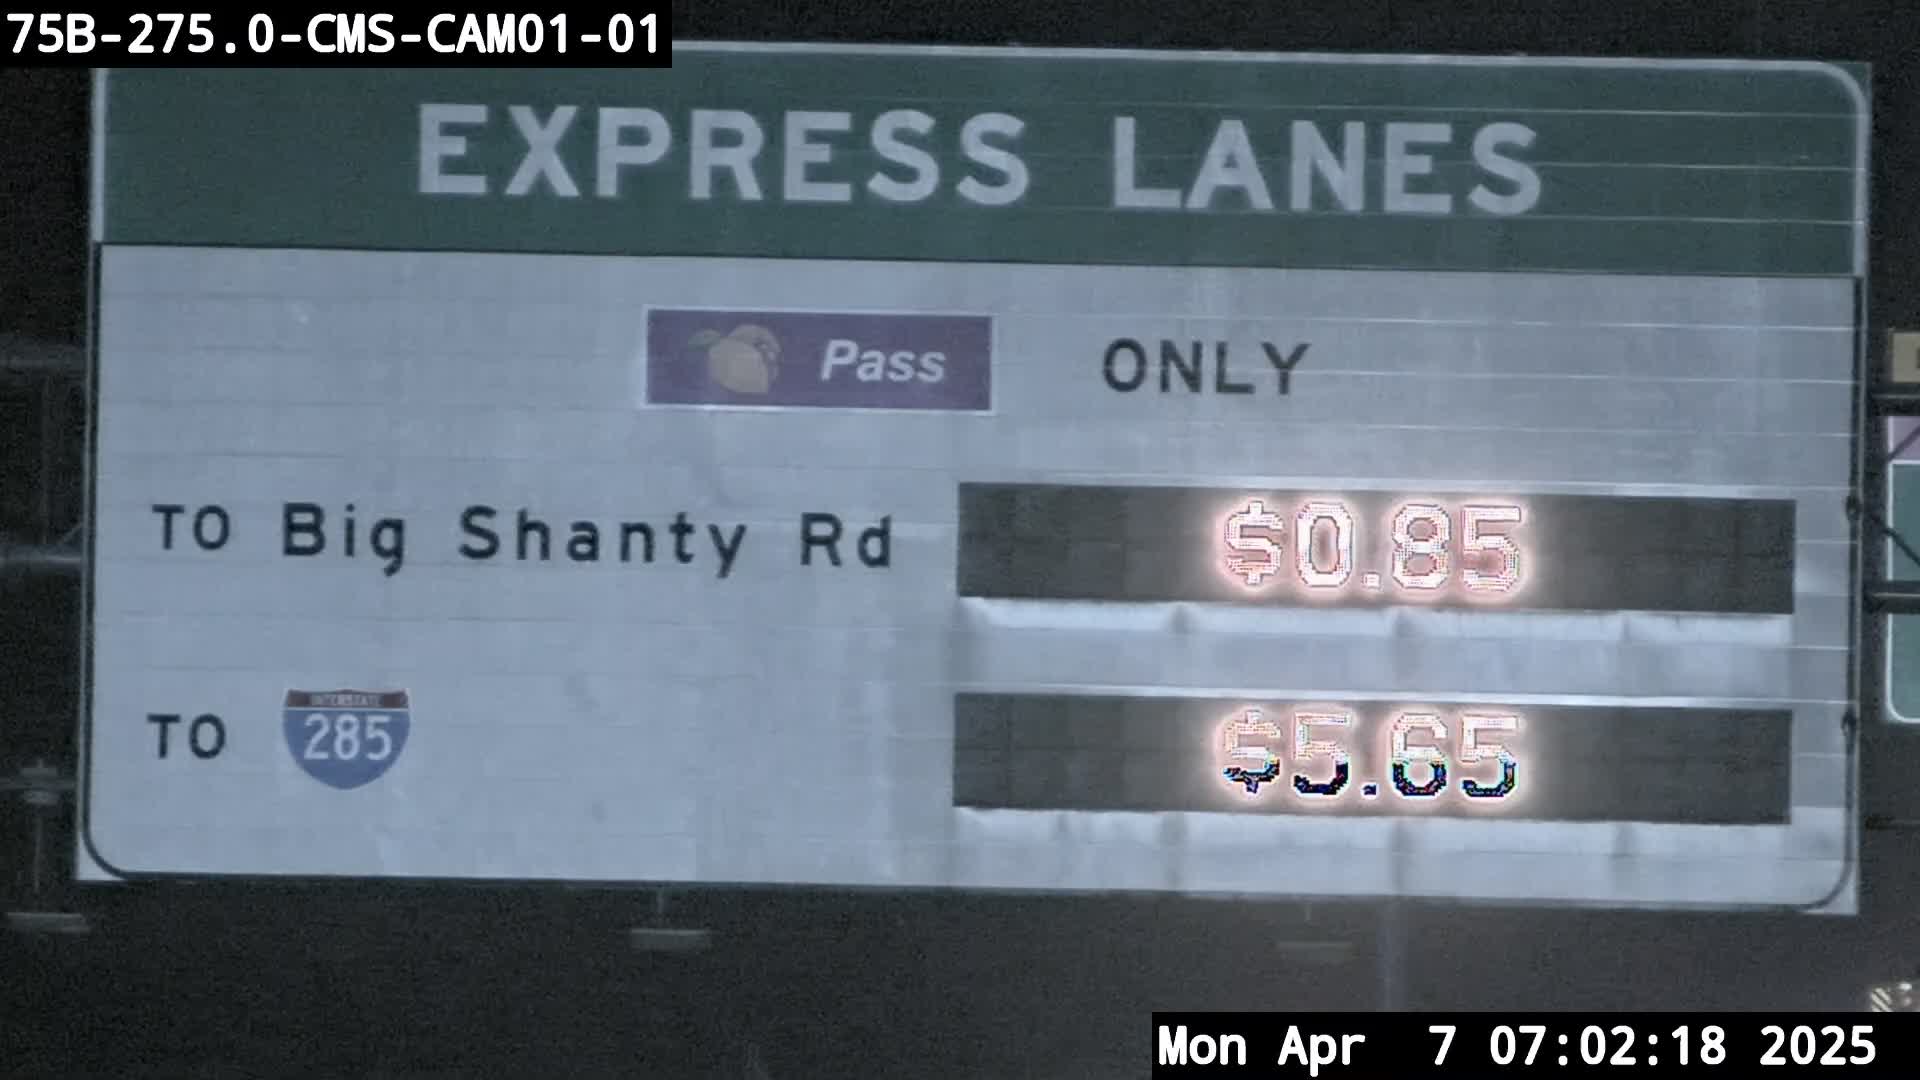 75B-275.0-CMS-CAM01-01
EXPRESS LANES
Pass ONLY
TO Big Shanty Rd $0.85
INTERSTATE
TO 285 $5.65
Mon Apr 7 07:02:18 2025